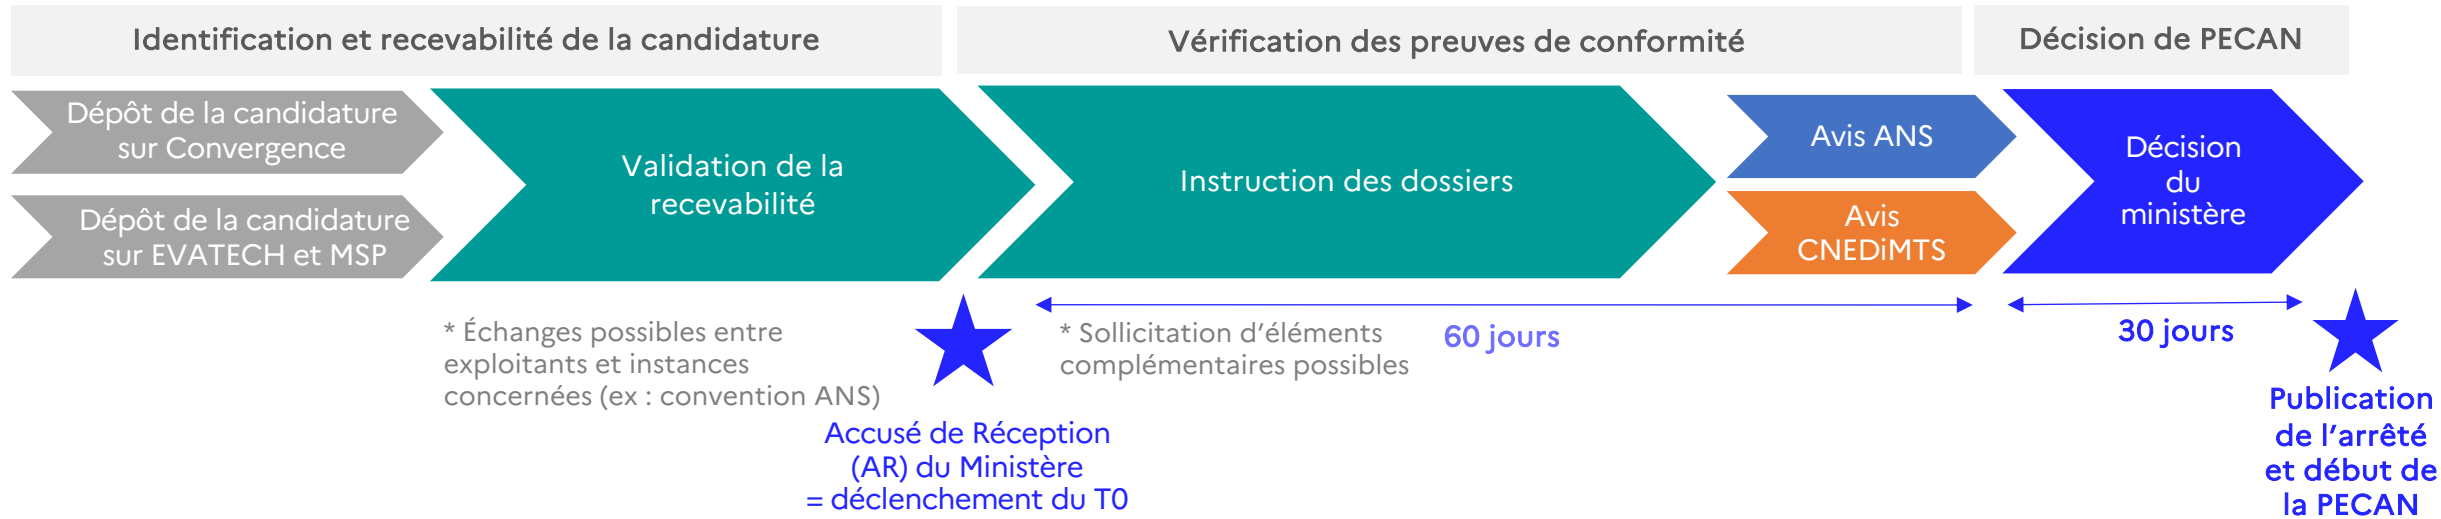 Identification et recevabilité de la candidature
Vérification des preuves de conformité
Décision de PECAN
Dépôt de la candidature
sur Convergence
Dépôt de la candidature
sur EVATECH et MSP
Validation de la
recevabilité
Instruction des dossiers
Avis ANS
Avis
CNEDiMTS
Décision
du
ministère
* Échanges possibles entre
exploitants et instances
concernées (ex : convention ANS)
Accusé de Réception
(AR) du Ministère
= déclenchement du T0
* Sollicitation d’éléments
complémentaires possibles
60 jours
30 jours
Publication
de l’arrêté
et début de
la PECAN